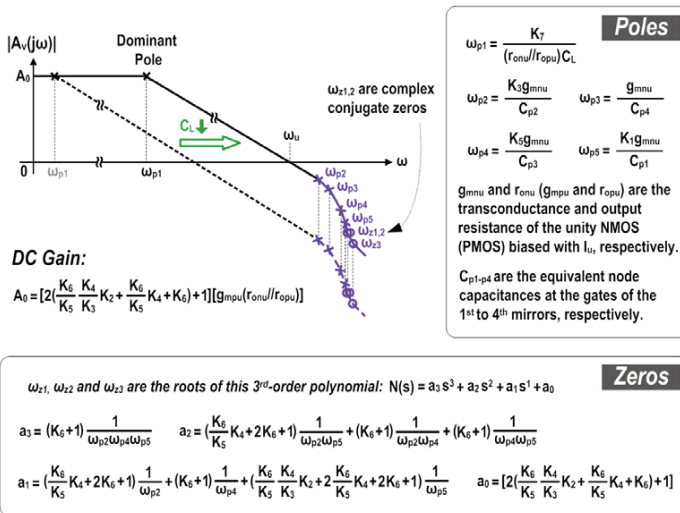 |Av(jω)|
Dominant
Pole
A0
ωz1,2 are complex
conjugate zeros
CL
ωu
0
ωp1
ωp1
ω
ωp2
ωp3
ωp4
ωp5
ωz1,2
ωz3
DC Gain:
A0=[2(K6/K5 K4/K3 K2+K6/K5 K4+K6)+1][gmpu(ronu//ropu)]
Poles
ωp1 = K7/((ronu//ropu)CL)
ωp2 = K3gmnu/Cp2 ωp3 = gmnu/Cp4
ωp4 = K5gmnu/Cp3 ωp5 = K1gmnu/Cp1
gmnu and ronu (gmpu and ropu) are the
transconductance and output
resistance of the unity NMOS
(PMOS) biased with Iu, respectively.
Cp1-p4 are the equivalent node
capacitances at the gates of the
1st to 4th mirrors, respectively.
Zeros
ωz1, ωz2 and ωz3 are the roots of this 3rd-order polynomial: N(s) = a3s3+a2s2+a1s1+a0
a3=(K6+1) 1/(ωp2ωp4ωp5) a2=(K6/K5 K4+2K6+1) 1/(ωp2ωp5)+(K6+1) 1/(ωp2ωp4)+(K6+1) 1/(ωp4ωp5)
a1=(K6/K5 K4+2K6+1) 1/ωp2+(K6+1) 1/ωp4+(K6/K5 K4/K3 K2+2 K6/K5 K4+2K6+1) 1/ωp5 a0=[2(K6/K5 K4/K3 K2+K6/K5 K4+K6)+1]